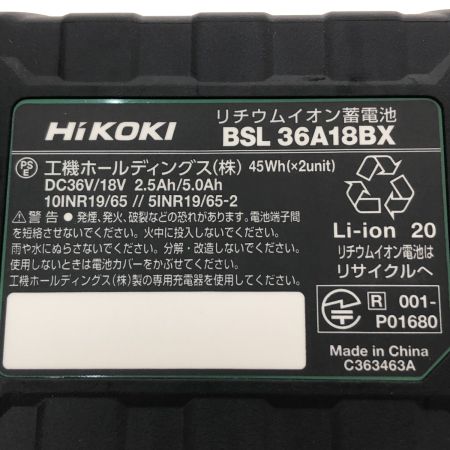 HiKOKI
リチウムイオン蓄電池
BSL 36A18BX
PS E 工機ホールディングス(株) 45Wh(×2unit)
DC36V/18V 2.5Ah/5.0Ah
10INR19/65 // 5INR19/65-2
⚠警告 ●発煙、発火、破裂などの恐れがあります。電池端子間
を短絡させないでください。火中に投入しないでください。
雨や水にぬらさないでください。分解・改造しないでください。
使用しないときは電池カバーをかぶせてください。
工機ホールディングス(株)製の専用充電器を使用してください。
Li-ion 20
リチウムイオン電池は
リサイクルへ
R 001-
P01680
Made in China
C363463A